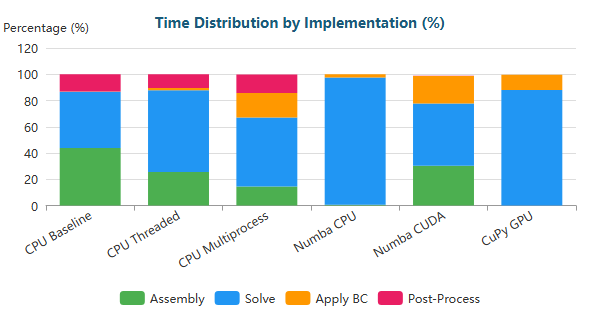 Time Distribution by Implementation (%)
Percentage (%)
120
100
80
60
40
20
0
CPU Baseline
CPU Threaded
CPU Multiprocess
Numba CPU
Numba CUDA
CuPy GPU
Assembly Solve Apply BC Post-Process